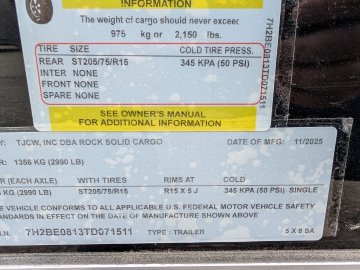 INFORMATION
The weight of cargo should never exceed
975 kg or 2,150 lbs.
TIRE SIZE COLD TIRE PRESS.
REAR ST205/75/R15 345 KPA (50 PSI)
INTER NONE
FRONT NONE
SPARE NONE
7H2BE0813TDG71511
SEE OWNER'S MANUAL
FOR ADDITIONAL INFORMATION
TJCW, INC DBA ROCK SOLID CARGO DATE OF MANUF.: 11/2025
1356 KG (2990 LB)
R (EACH AXLE) WITH TIRES RIMS AT COLD
KG (2990 LB) ST205/75/R15 R15 X 5 J 345 KPA (50 PSI) SINGLE
CONFORMS TO ALL APPLICABLE U.S. FEDERAL MOTOR VEHICLE SAFETY
STANDARDS IN EFFECT ON THE DATE OF MANUFACTURE SHOWN ABOVE
7H2BE0813TDG71511 TYPE: TRAILER 5 X 8 SA